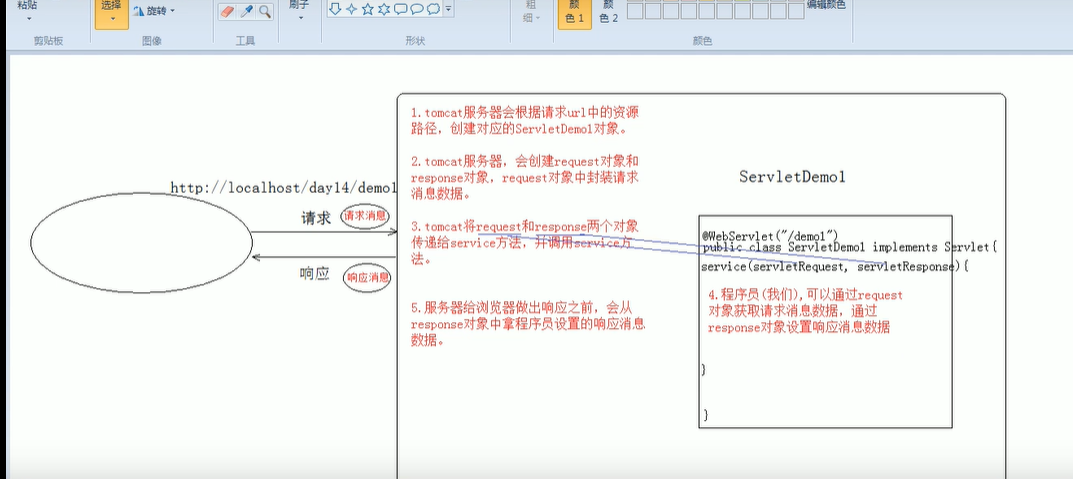 粘贴
选择
旋转
刷子
粗
细
颜
色 1
颜
色 2
编辑颜色
剪贴板
图像
工具
形状
颜色
http://localhost/day14/demo1
请求
请求消息
响应
响应消息
1.tomcat服务器会根据请求url中的资源
路径，创建对应的ServletDemo1对象。
2.tomcat服务器，会创建request对象和
response对象，request对象中封装请求
消息数据。
3.tomcat将request和response两个对象
传递给service方法，并调用service方
法。
5.服务器给浏览器做出响应之前，会从
response对象中拿程序员设置的响应消息
数据。
ServletDemo1
@WebServlet("/demo1")
public class ServletDemo1 implements Servlet{
service(servletRequest, servletResponse){
4.程序员(我们),可以通过request
对象获取请求消息数据，通过
response对象设置响应消息数据
}
}